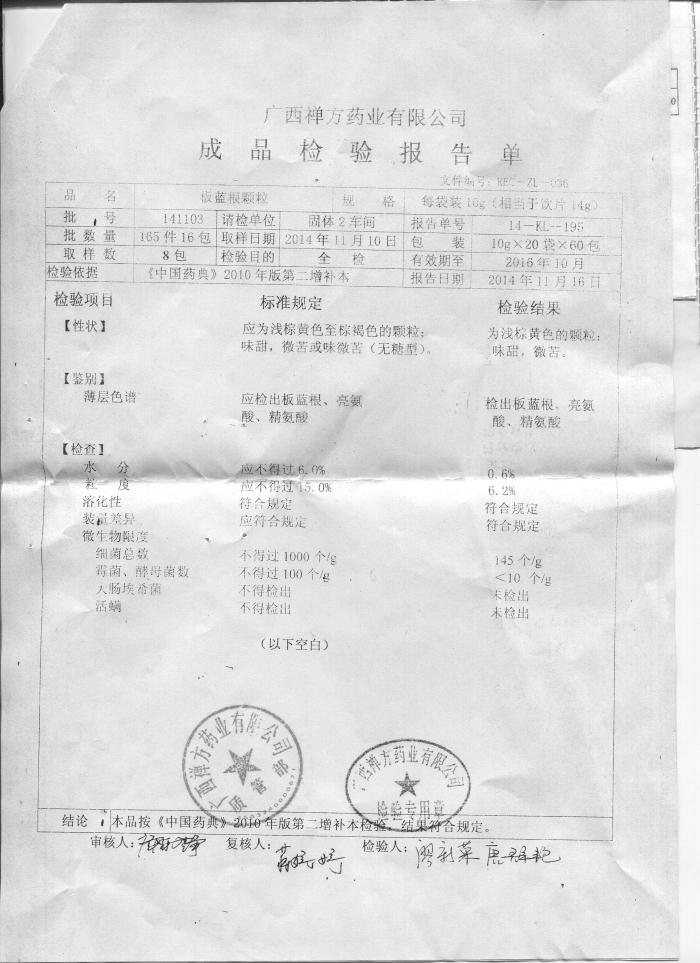 广西禅方药业有限公司
成品检验报告单
文件编号: REC-ZL-036
品名 板蓝根颗粒 规格 每袋装10g(相当于饮片14g)
批号 141103 请检单位 固体2车间 报告单号 14-KL--195
批数量 165件16包 取样日期 2014年11月10日 包装 10g×20袋×60包
取样数 8包 检验目的 全检 有效期至 2016年10月
检验依据 《中国药典》2010年版第二增补本 报告日期 2014年11月16日
检验项目 标准规定 检验结果
【性状】 应为浅棕黄色至棕褐色的颗粒; 为浅棕黄色的颗粒;
味甜,微苦或味微苦(无糖型)。 味甜,微苦。
【鉴别】
薄层色谱 应检出板蓝根、亮氨 检出板蓝根、亮氨
酸、精氨酸 酸、精氨酸
【检查】
水分 应不得过6.0% 0.6%
粒度 应不得过15.0% 6.2%
溶化性 符合规定 符合规定
装量差异 应符合规定 符合规定
微生物限度
细菌总数 不得过1000个/g 145个/g
霉菌、酵母菌数 不得过100个/g <10 个/g
大肠埃希菌 不得检出 未检出
活螨 不得检出 未检出
(以下空白)
广西禅方药业有限公司
质管部
广西禅方药业有限公司
检验专用章
结论 本品按《中国药典》2010年版第二增补本检验,结果符合规定。
审核人: 复核人: 检验人:廖彩菜 唐